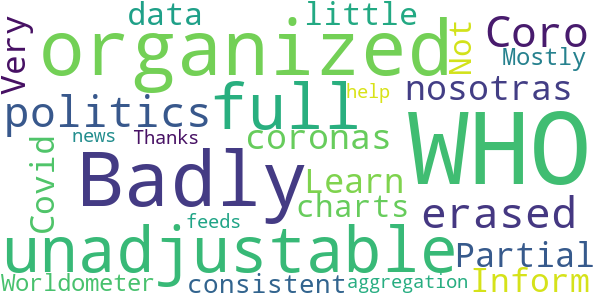 Very
data
little
organized
Not
Coro
Mostly
politics
full
help
nosotras
WHO
news
Thanks
coronas
Covid
Badly
Learn
charts
erased
feeds
unadjustable
Partial
Worldometer
consistent
aggregation
Inform